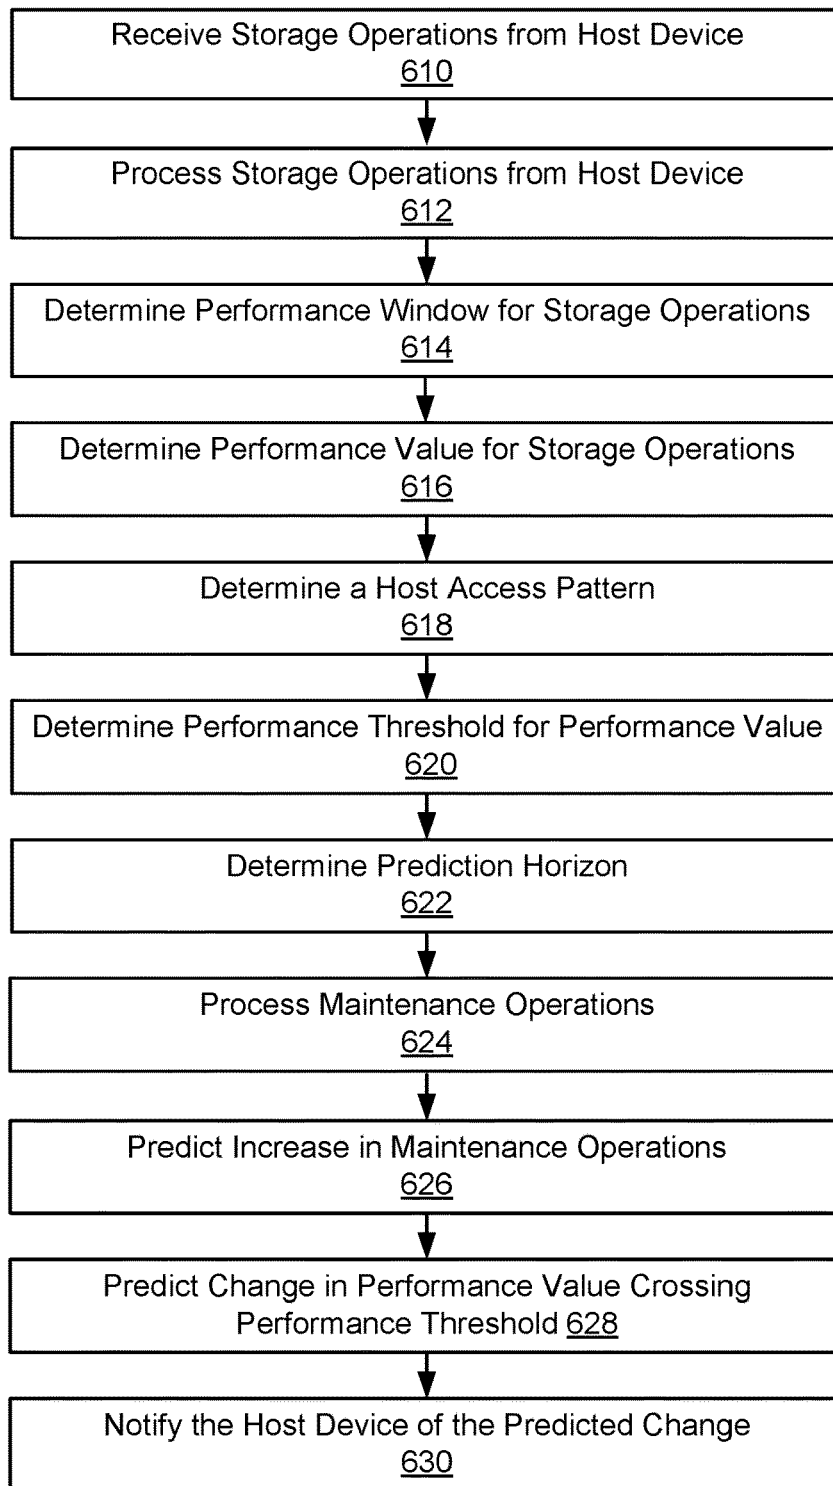 Receive Storage Operations from Host Device
610
Process Storage Operations from Host Device
612
Determine Performance Window for Storage Operations
614
Determine Performance Value for Storage Operations
616
Determine a Host Access Pattern
618
Determine Performance Threshold for Performance Value
620
Determine Prediction Horizon
622
Process Maintenance Operations
624
Predict Increase in Maintenance Operations
626
Predict Change in Performance Value Crossing
Performance Threshold 628
Notify the Host Device of the Predicted Change
630